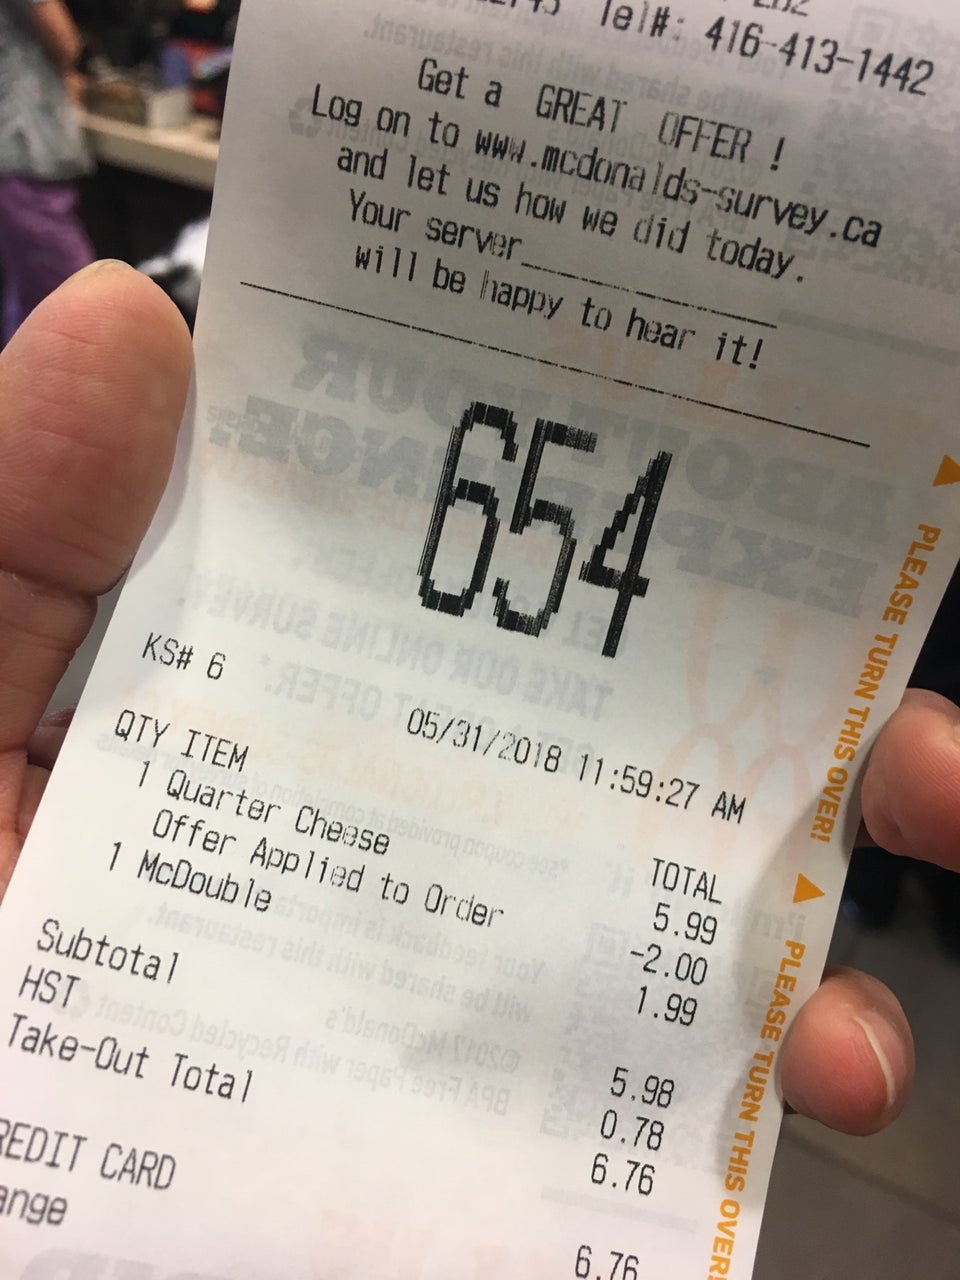 Tel#: 416-413-1442
Get a GREAT OFFER !
Log on to www.mcdonalds-survey.ca
and let us how we did today.
Your server
will be happy to hear it!
654
KS# 6
05/31/2018 11:59:27 AM
QTY ITEM TOTAL
1 Quarter Cheese 5.99
Offer Applied to Order -2.00
1 McDouble 1.99
Subtotal 5.98
HST 0.78
Take-Out Total 6.76
REDIT CARD 6.76
ange
PLEASE TURN THIS OVER!
PLEASE TURN THIS OVER!